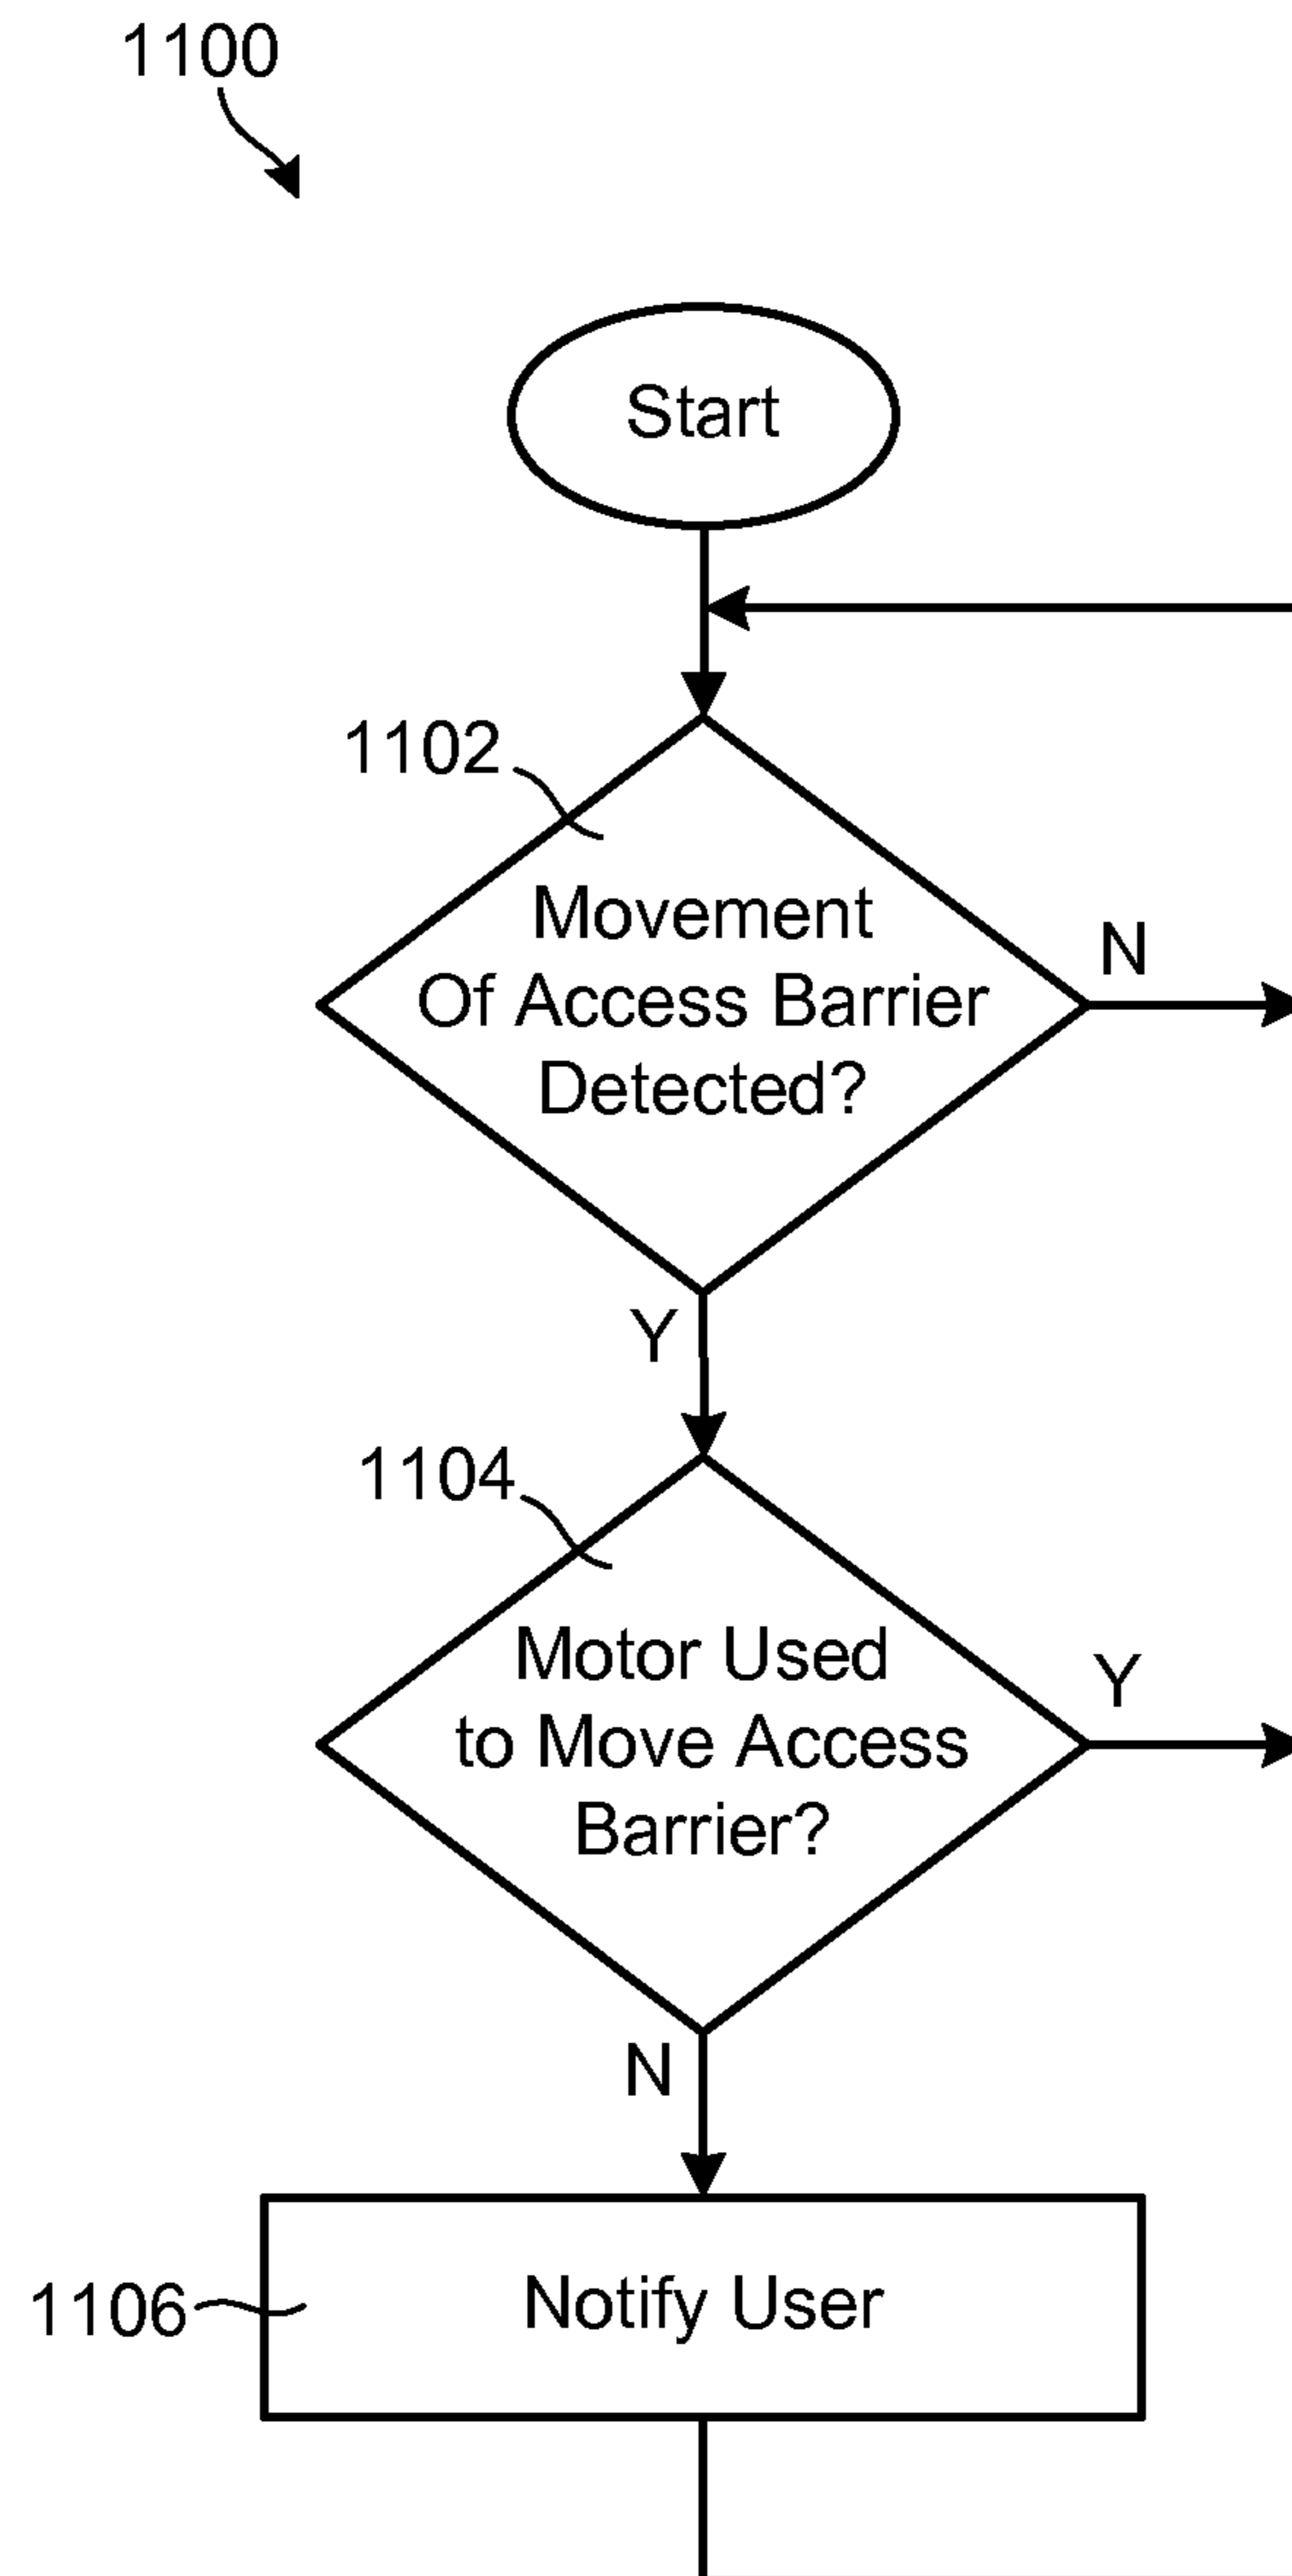 1100
Start
1102
Movement
Of Access Barrier
Detected?
N
Y
1104
Motor Used
to Move Access
Barrier?
Y
N
1106
Notify User